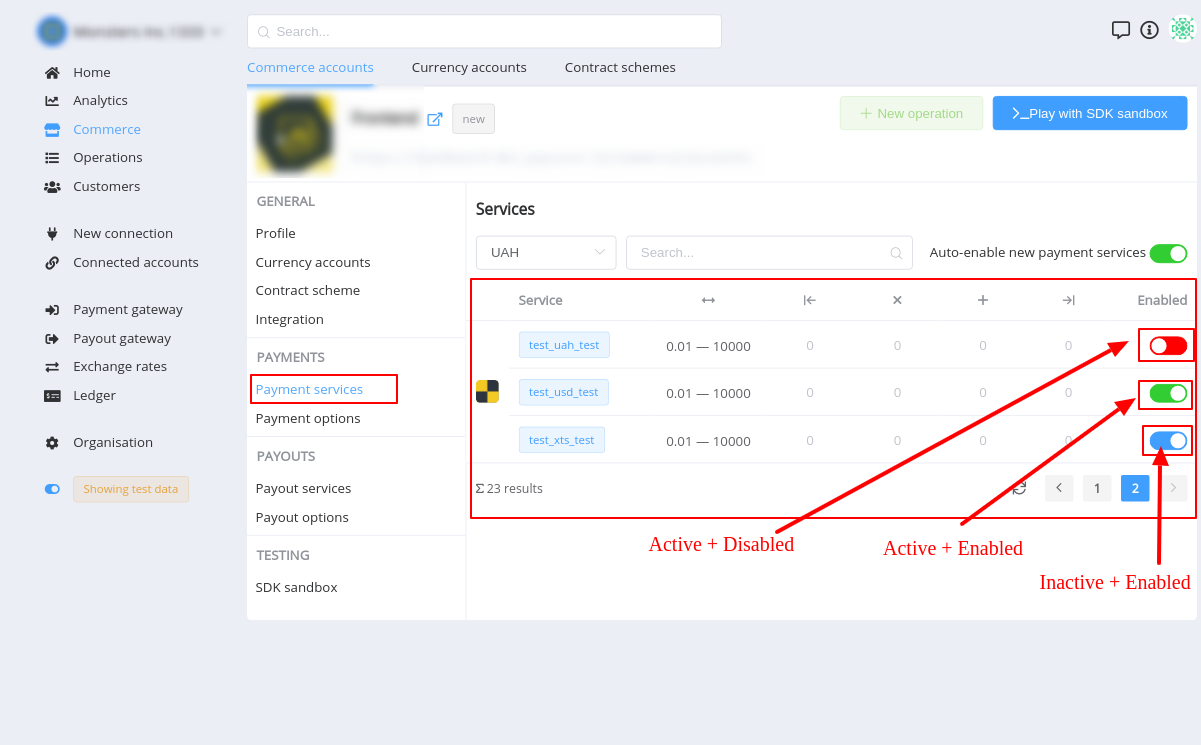 Search...
Home
Analytics
Commerce
Operations
Customers
New connection
Connected accounts
Payment gateway
Payout gateway
Exchange rates
Ledger
Organisation
Showing test data
Commerce accounts Currency accounts Contract schemes
new
+ New operation
>_Play with SDK sandbox
GENERAL
Profile
Currency accounts
Contract scheme
Integration
PAYMENTS
Payment services
Payment options
PAYOUTS
Payout services
Payout options
TESTING
SDK sandbox
Services
UAH Search... Auto-enable new payment services
Service Enabled
test_uah_test 0.01 — 10000 0 0 0 0
test_usd_test 0.01 — 10000 0 0 0 0
test_xts_test 0.01 — 10000 0 0 0 0
Σ 23 results < 1 2 >
Active + Disabled
Active + Enabled
Inactive + Enabled